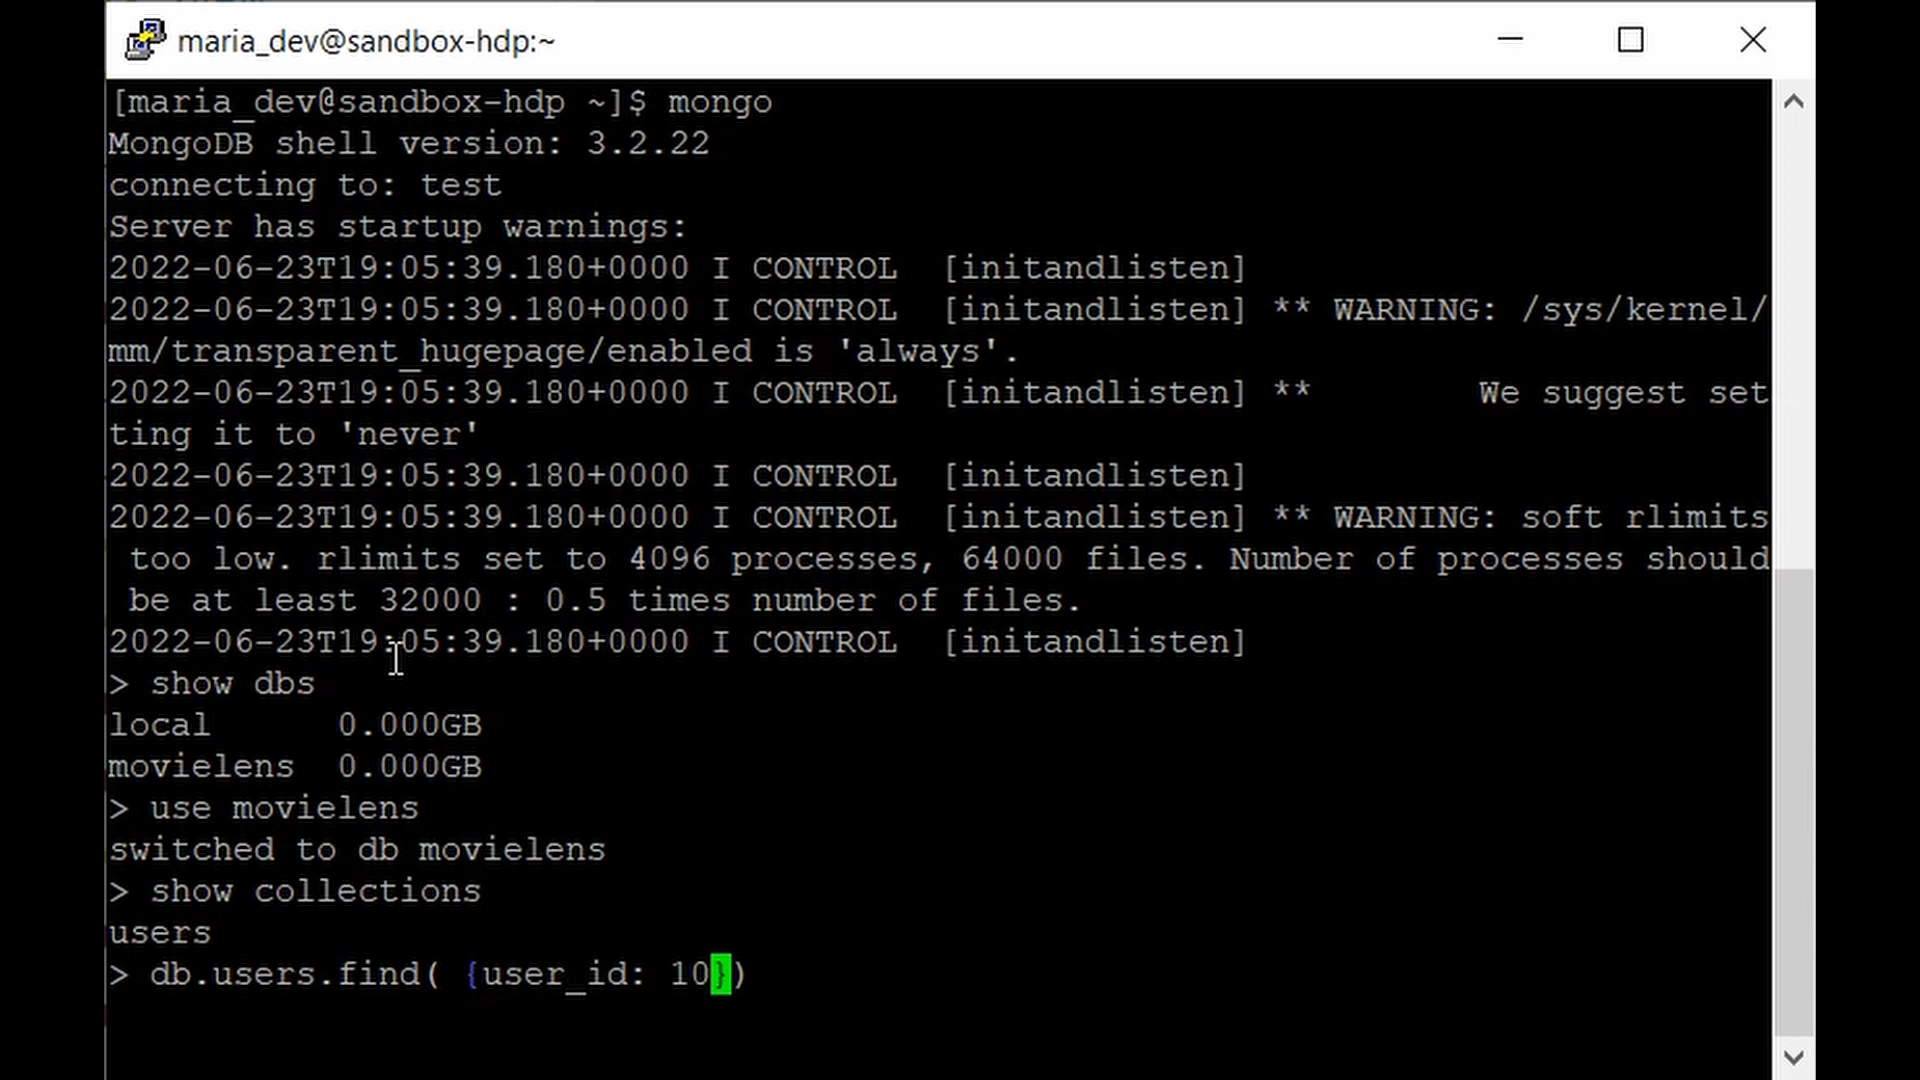 maria_dev@sandbox-hdp:~
[maria_dev@sandbox-hdp ~]$ mongo
MongoDB shell version: 3.2.22
connecting to: test
Server has startup warnings:
2022-06-23T19:05:39.180+0000 I CONTROL  [initandlisten]
2022-06-23T19:05:39.180+0000 I CONTROL  [initandlisten] ** WARNING: /sys/kernel/
mm/transparent_hugepage/enabled is 'always'.
2022-06-23T19:05:39.180+0000 I CONTROL  [initandlisten] **        We suggest set
ting it to 'never'
2022-06-23T19:05:39.180+0000 I CONTROL  [initandlisten]
2022-06-23T19:05:39.180+0000 I CONTROL  [initandlisten] ** WARNING: soft rlimits
 too low. rlimits set to 4096 processes, 64000 files. Number of processes should
 be at least 32000 : 0.5 times number of files.
2022-06-23T19:05:39.180+0000 I CONTROL  [initandlisten]
> show dbs
local      0.000GB
movielens  0.000GB
> use movielens
switched to db movielens
> show collections
users
> db.users.find( {user_id: 10})